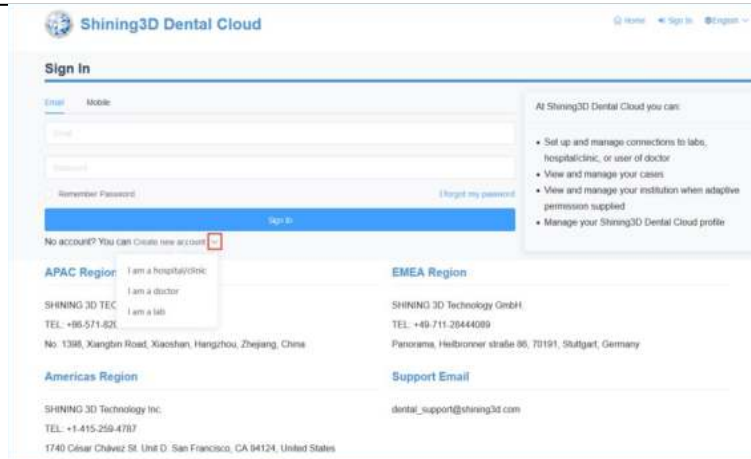 Shining3D Dental Cloud
Home Sign In English
Sign In
Email Mobile
At Shining3D Dental Cloud you can:
Email
Set up and manage connections to labs,
hospital/clinic, or user of doctor
Password
View and manage your cases
View and manage your institution when adaptive
permission supplied
Manage your Shining3D Dental Cloud profile
Remember Password I forgot my password
Sign In
No account? You can Create new account
I am a hospital/clinic
I am a doctor
I am a lab
APAC Region
SHINING 3D TEC
TEL: +86-571-82
No. 1398, Xiangbin Road, Xiaoshan, Hangzhou, Zhejiang, China
EMEA Region
SHINING 3D Technology GmbH.
TEL: +49-711-28444089
Panorama, Heilbronner straße 86, 70191, Stuttgart, Germany
Americas Region
SHINING 3D Technology Inc.
TEL: +1-415-259-4787
1740 César Chávez St. Unit D. San Francisco, CA 94124, United States
Support Email
dental_support@shining3d.com